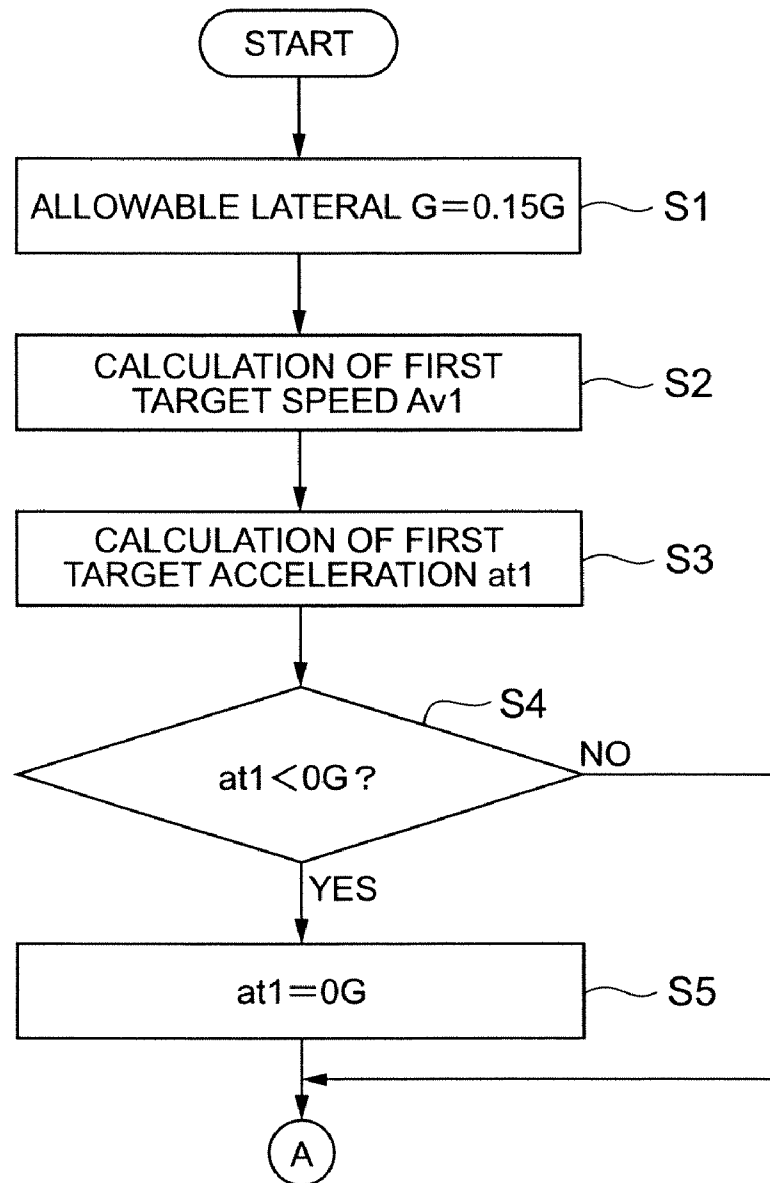 START
ALLOWABLE LATERAL G=0.15G
S1
CALCULATION OF FIRST
TARGET SPEED Av1
S2
CALCULATION OF FIRST
TARGET ACCELERATION at1
S3
S4
at1<0G?
NO
YES
at1=0G
S5
A